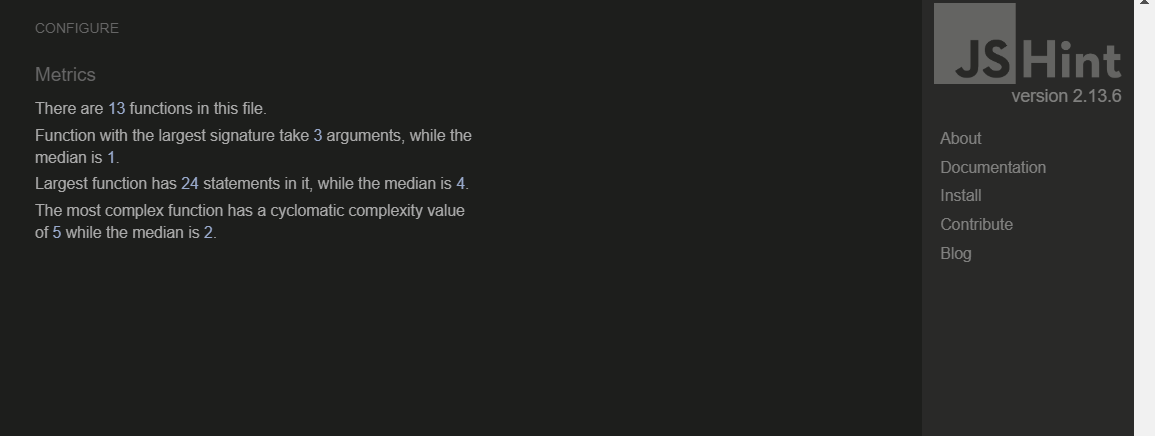 CONFIGURE
Metrics
There are 13 functions in this file.
Function with the largest signature take 3 arguments, while the
median is 1.
Largest function has 24 statements in it, while the median is 4.
The most complex function has a cyclomatic complexity value
of 5 while the median is 2.
JSHint
version 2.13.6
About
Documentation
Install
Contribute
Blog